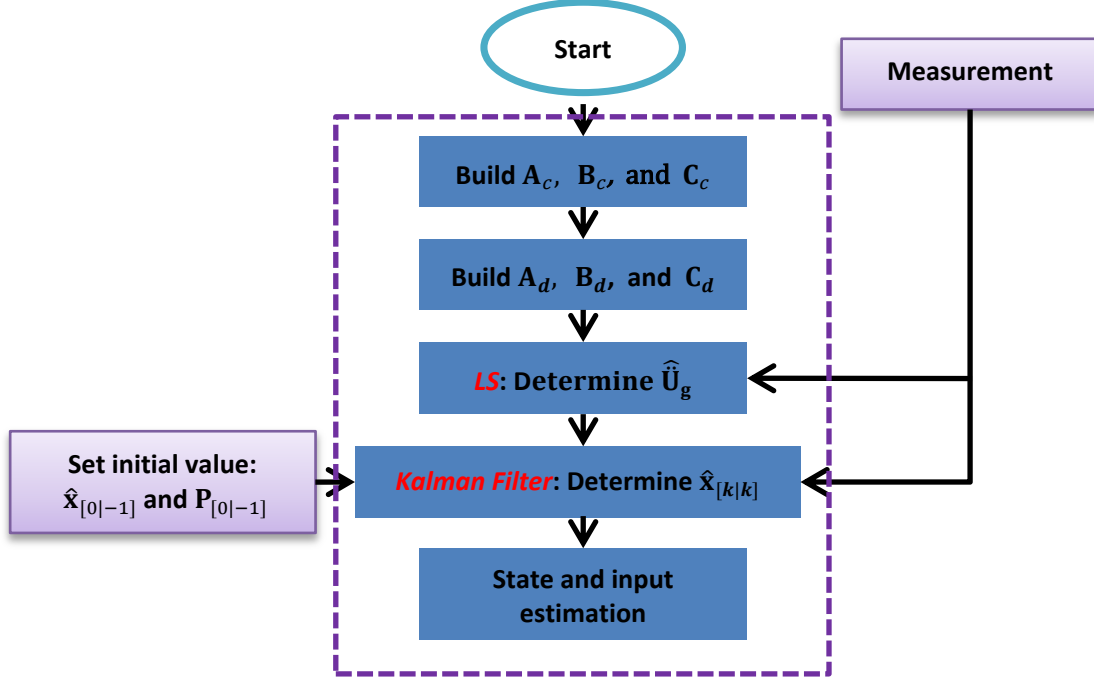 Start
Measurement
Build A_c, B_c, and C_c
Build A_d, B_d, and C_d
LS: Determine \hat{Ü}_g
Set initial value:
x̂_[0|−1] and P_[0|−1]
Kalman Filter: Determine x̂_[k|k]
State and input
estimation